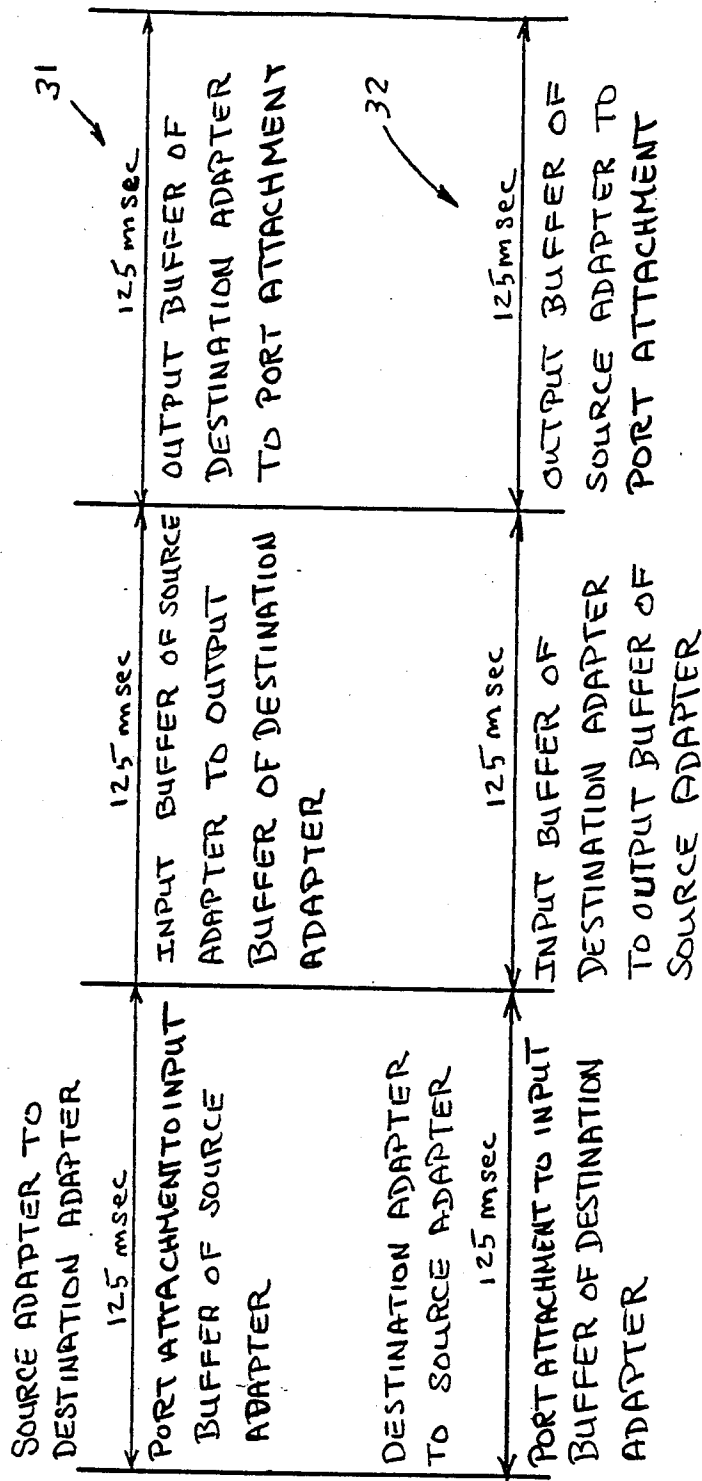 SOURCE ADAPTER TO
DESTINATION ADAPTER
125 msec
PORT ATTACHMENT TO INPUT
BUFFER OF SOURCE
ADAPTER
125 msec
INPUT BUFFER OF SOURCE
ADAPTER TO OUTPUT
BUFFER OF DESTINATION
ADAPTER
125 msec
31
OUTPUT BUFFER OF
DESTINATION ADAPTER
TO PORT ATTACHMENT
DESTINATION ADAPTER
TO SOURCE ADAPTER
125 msec
PORT ATTACHMENT TO INPUT
BUFFER OF DESTINATION
ADAPTER
125 msec
INPUT BUFFER OF
DESTINATION ADAPTER
TO OUTPUT BUFFER OF
SOURCE ADAPTER
32
125 msec
OUTPUT BUFFER OF
SOURCE ADAPTER TO
PORT ATTACHMENT